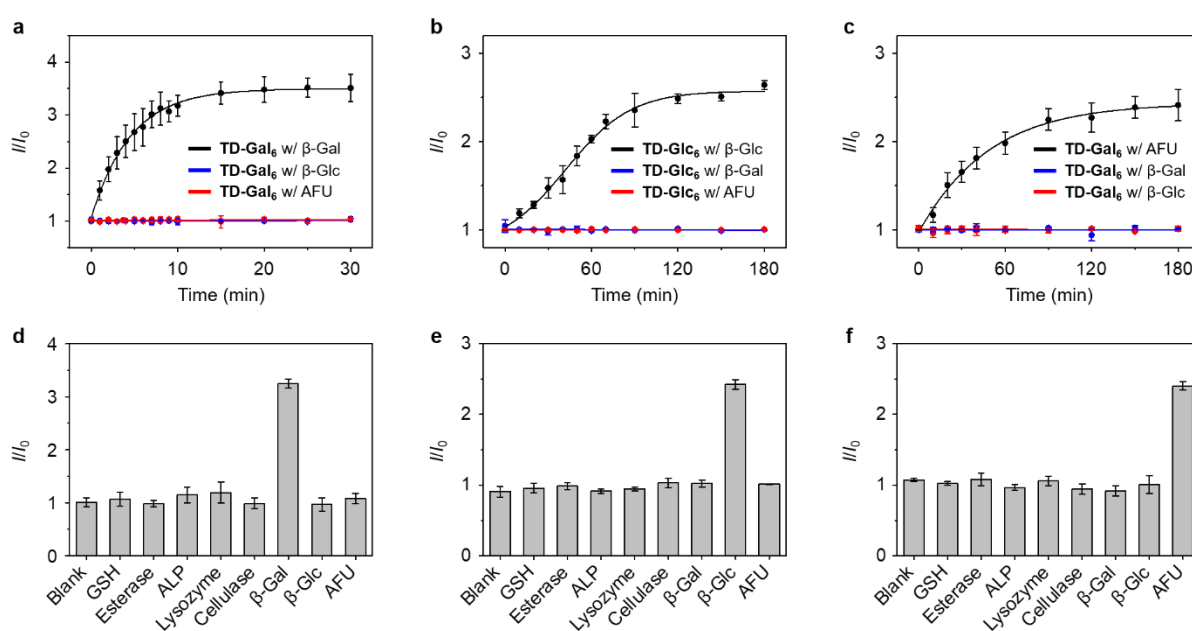 a
4
3
2
1
I/I₀
TD-Gal₆ w/ β-Gal
TD-Gal₆ w/ β-Glc
TD-Gal₆ w/ AFU
0 10 20 30
Time (min)
b
3
2
1
I/I₀
TD-Glc₆ w/ β-Glc
TD-Glc₆ w/ β-Gal
TD-Glc₆ w/ AFU
0 60 120 180
Time (min)
c
3
2
1
I/I₀
TD-Gal₆ w/ AFU
TD-Gal₆ w/ β-Gal
TD-Gal₆ w/ β-Glc
0 60 120 180
Time (min)
d
4
3
2
1
0
I/I₀
Blank GSH Esterase ALP Lysozyme Cellulase β-Gal β-Glc AFU
e
3
2
1
0
I/I₀
Blank GSH Esterase ALP Lysozyme Cellulase β-Gal β-Glc AFU
f
3
2
1
0
I/I₀
Blank GSH Esterase ALP Lysozyme Cellulase β-Gal β-Glc AFU